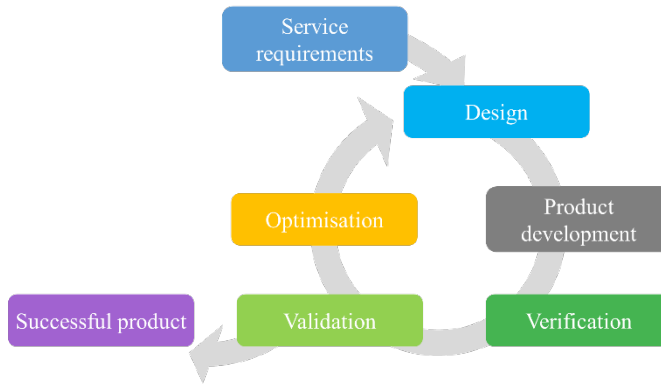 Service
requirements
Design
Optimisation
Product
development
Successful product
Validation
Verification